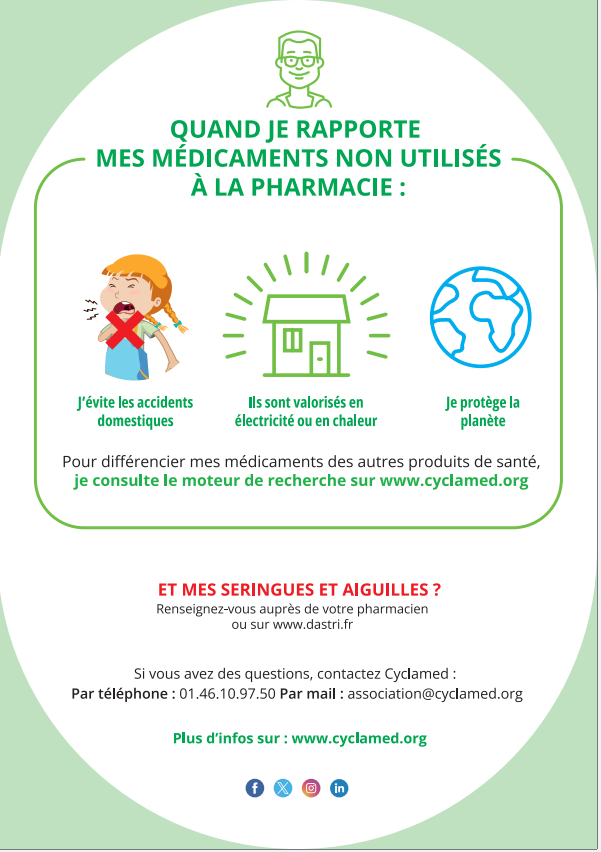 QUAND JE RAPPORTE
MES MÉDICAMENTS NON UTILISÉS
À LA PHARMACIE :
J'évite les accidents
domestiques
Ils sont valorisés en
électricité ou en chaleur
Je protège la
planète
Pour différencier mes médicaments des autres produits de santé,
je consulte le moteur de recherche sur www.cyclamed.org
ET MES SERINGUES ET AIGUILLES ?
Renseignez-vous auprès de votre pharmacien
ou sur www.dastri.fr
Si vous avez des questions, contactez Cyclamed :
Par téléphone : 01.46.10.97.50 Par mail : association@cyclamed.org
Plus d'infos sur : www.cyclamed.org